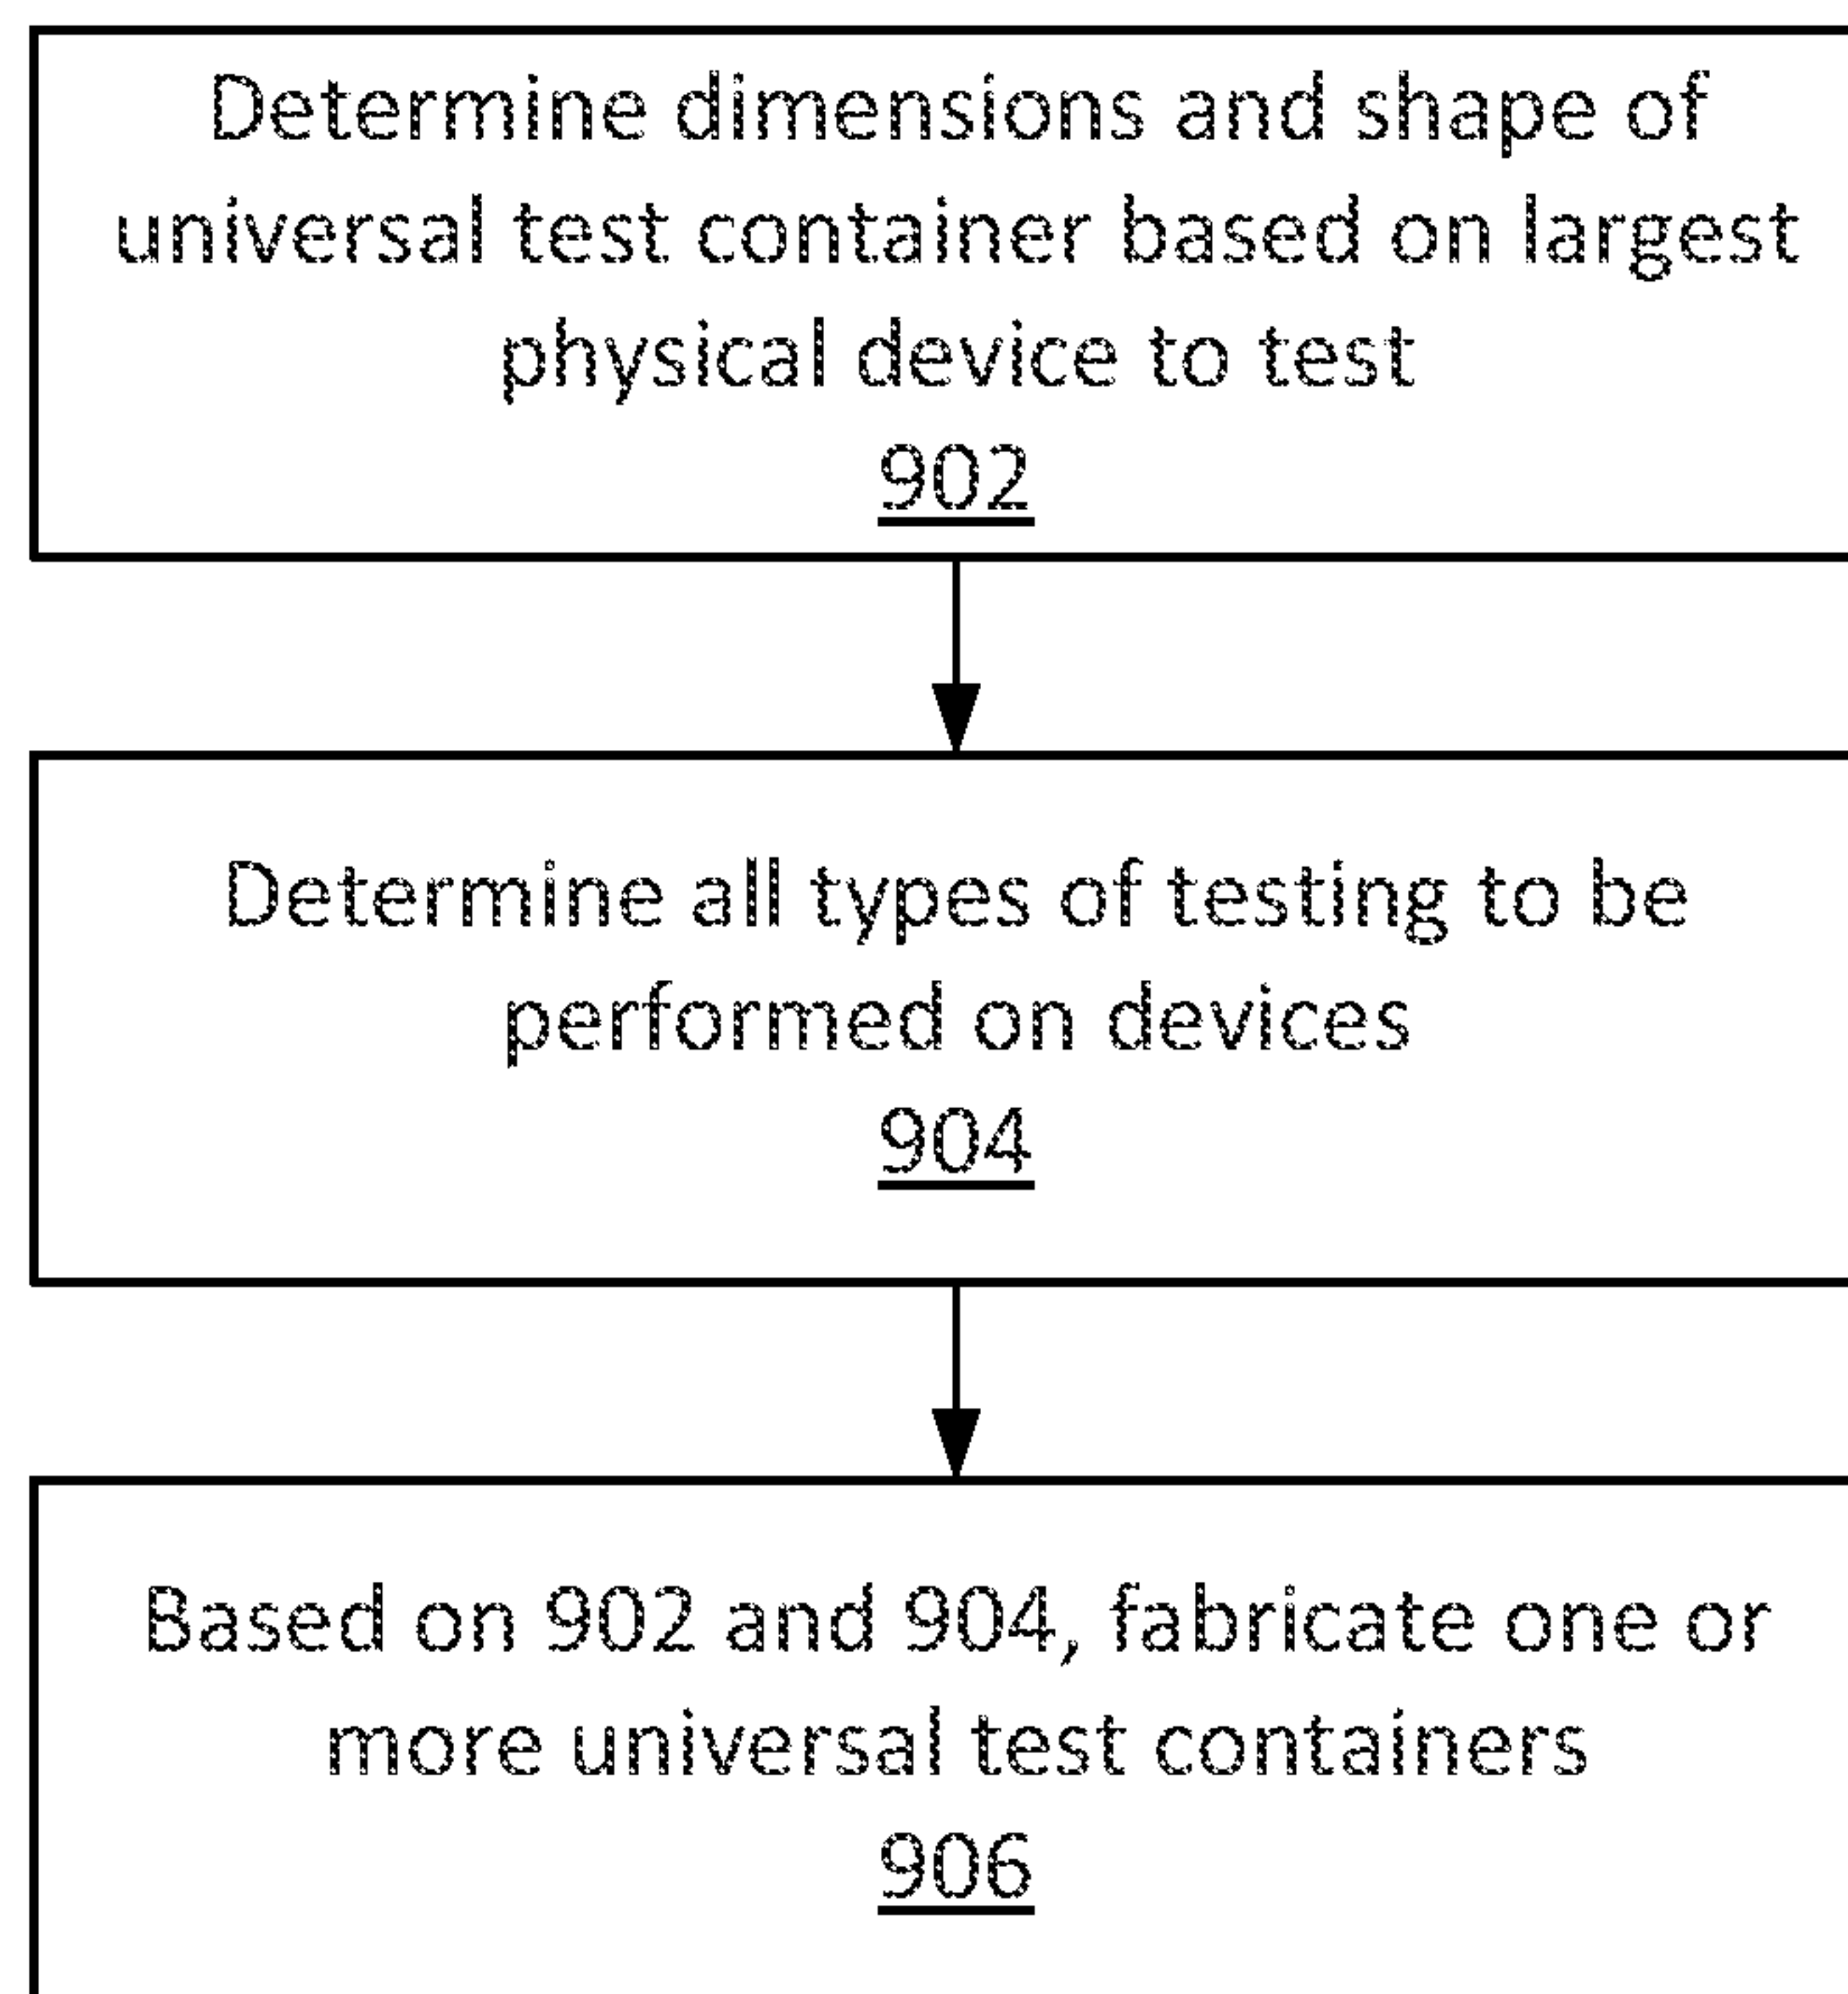 Determine dimensions and shape of
universal test container based on largest
physical device to test
902
Determine all types of testing to be
performed on devices
904
Based on 902 and 904, fabricate one or
more universal test containers
906